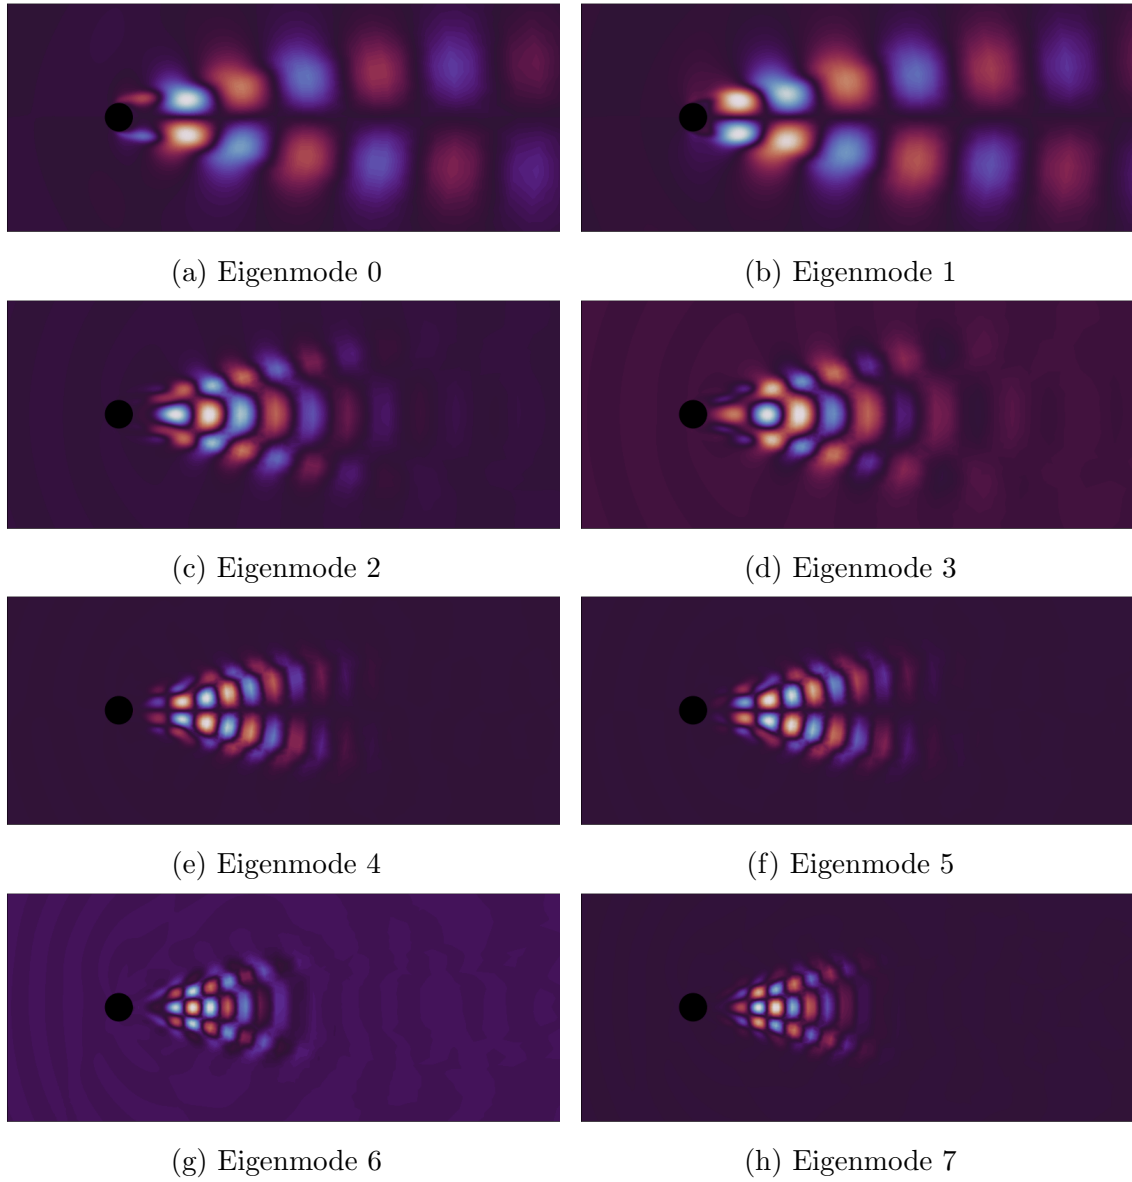 (a) Eigenmode 0
(b) Eigenmode 1
(c) Eigenmode 2
(d) Eigenmode 3
(e) Eigenmode 4
(f) Eigenmode 5
(g) Eigenmode 6
(h) Eigenmode 7